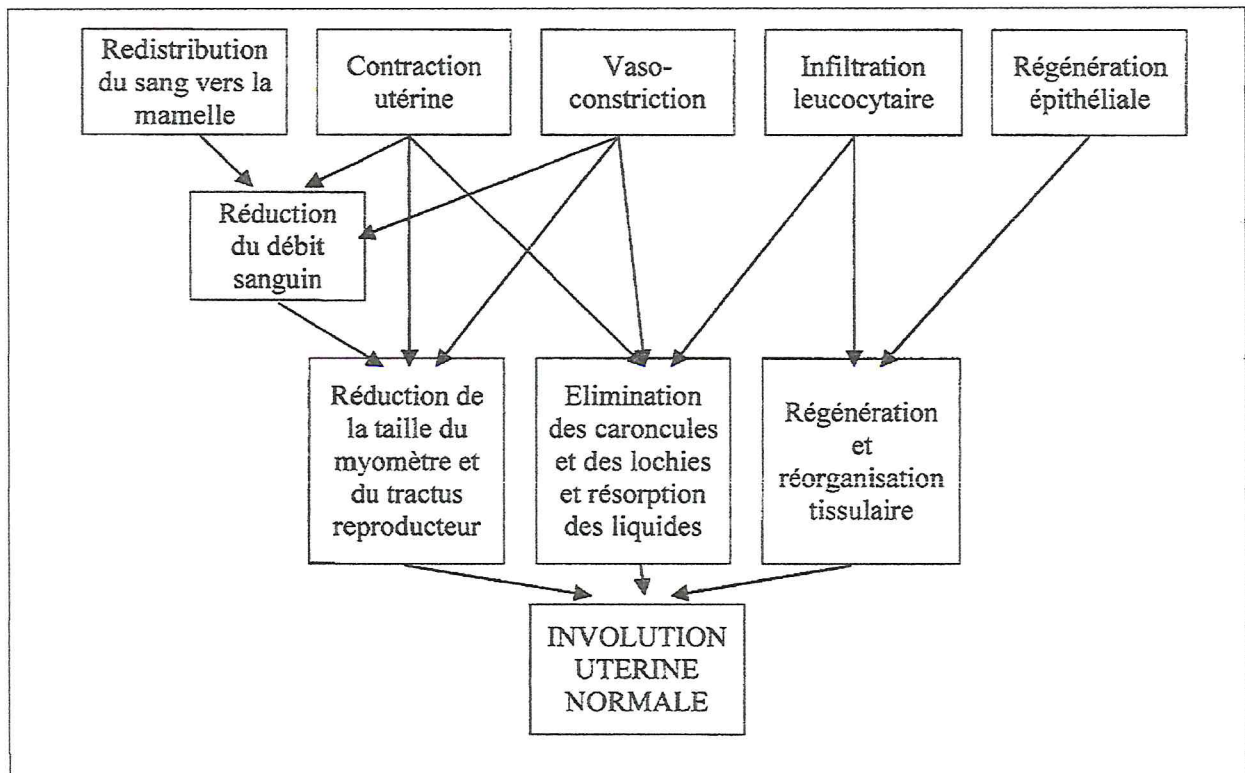 Redistribution
du sang vers la
mamelle
Contraction
utérine
Vaso-
constriction
Infiltration
leucocytaire
Régénération
épithéliale
Réduction
du débit
sanguin
Réduction de
la taille du
myomètre et
du tractus
reproducteur
Elimination
des caroncules
et des lochies
et résorption
des liquides
Régénération
et
réorganisation
tissulaire
INVOLUTION
UTERINE
NORMALE